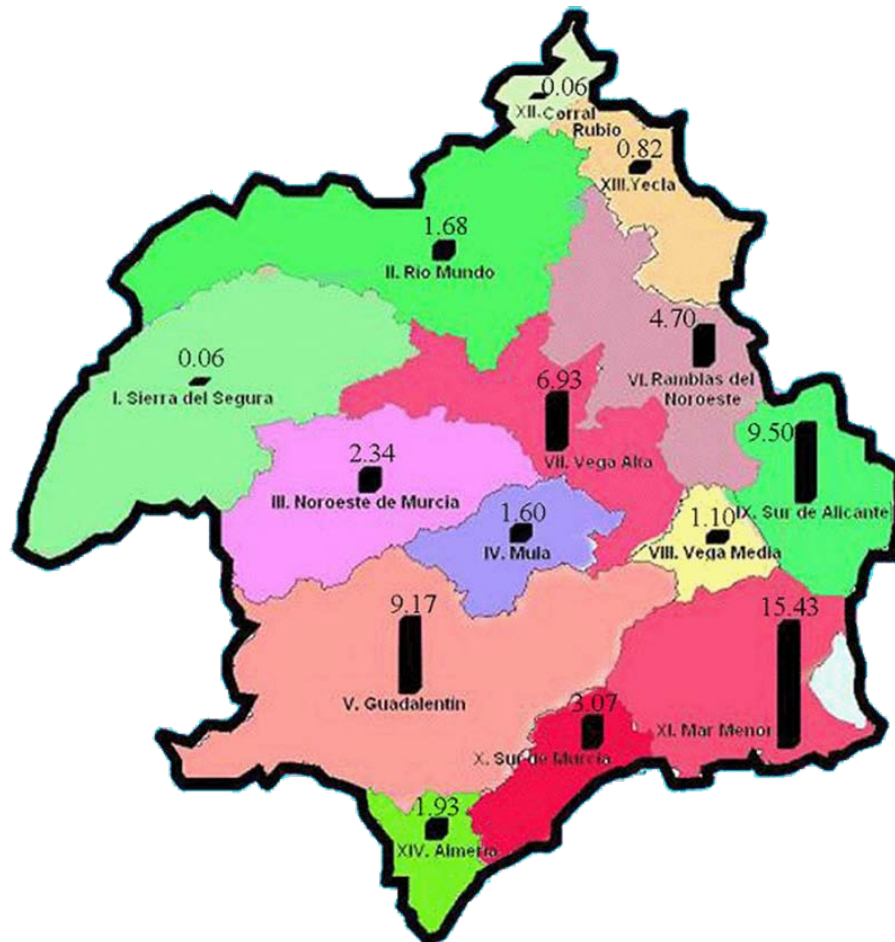 0.06
XII.Corral
Rubio
0.82
XIII.Yecla
1.68
II. Rio Mundo
4.70
VI. Ramblas del
Noroeste
0.06
I. Sierra del Segura
6.93
VII. Vega Alta
9.50
IX. Sur de Alicante
2.34
III. Noroeste de Murcia
1.60
IV. Mula
1.10
VIII. Vega Media
9.17
V. Guadalentín
15.43
XI. Mar Menor
3.07
X. Sur de Murcia
1.93
XIV. Almería